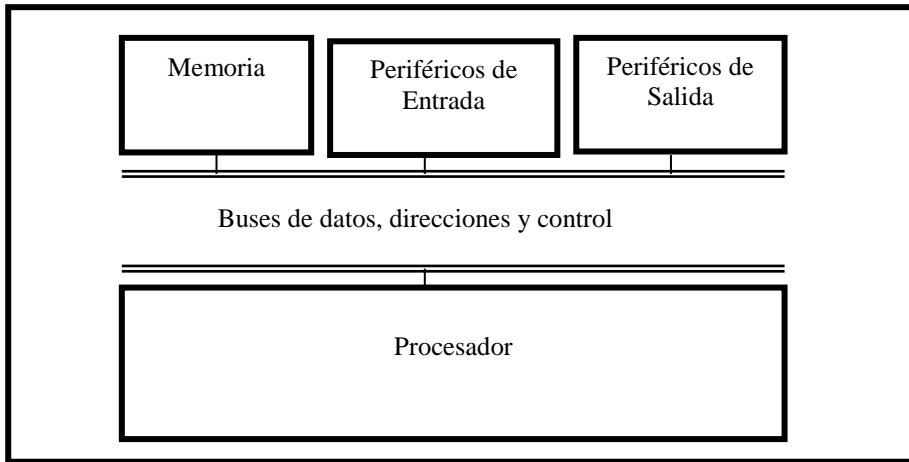 Memoria
Periféricos de
Entrada
Periféricos de
Salida
Buses de datos, direcciones y control
Procesador